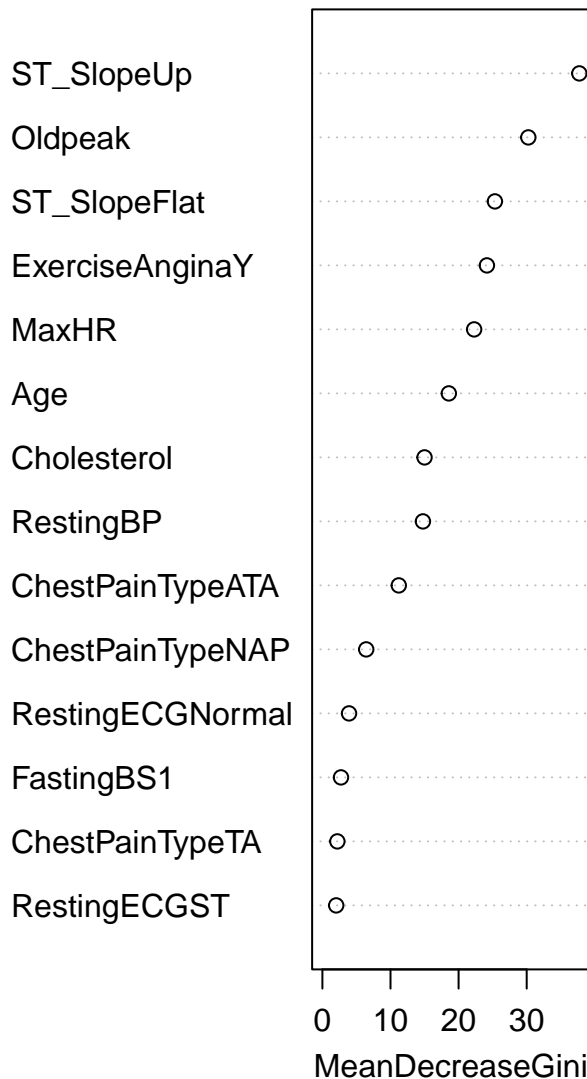 ST_SlopeUp
Oldpeak
ST_SlopeFlat
ExerciseAnginaY
MaxHR
Age
Cholesterol
RestingBP
ChestPainTypeATA
ChestPainTypeNAP
RestingECGNormal
FastingBS1
ChestPainTypeTA
RestingECGST
0 10 20 30
MeanDecreaseGini